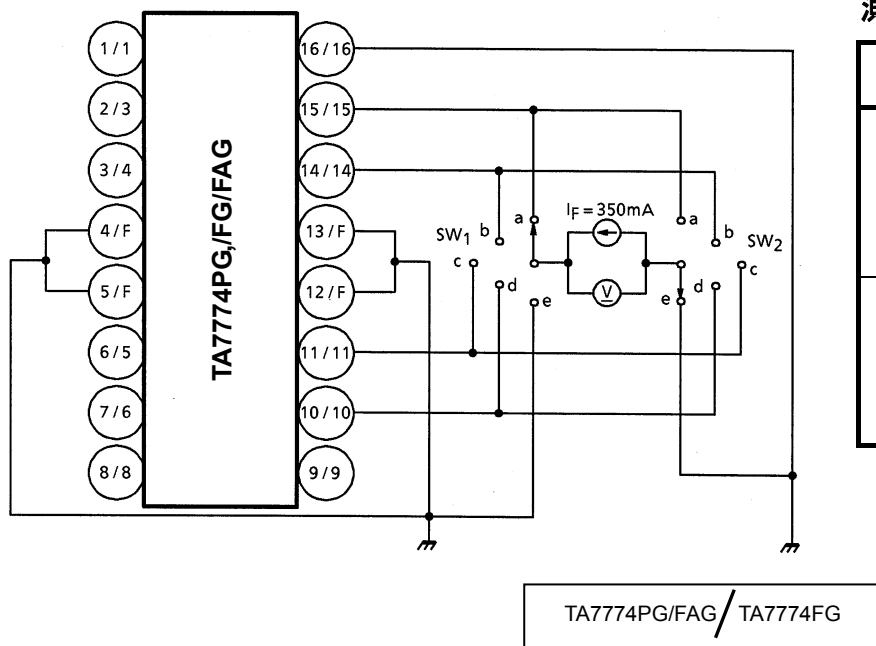 測
1/1
16/16
2/3
15/15
3/4
14/14
4/F
13/F
5/F
12/F
6/5
11/11
7/6
10/10
8/8
9/9
TA7774PG,/FG/FAG
IF = 350mA
SW1
a
b
c
d
e
V
a
b
c
d
e
SW2
TA7774PG/FAG / TA7774FG